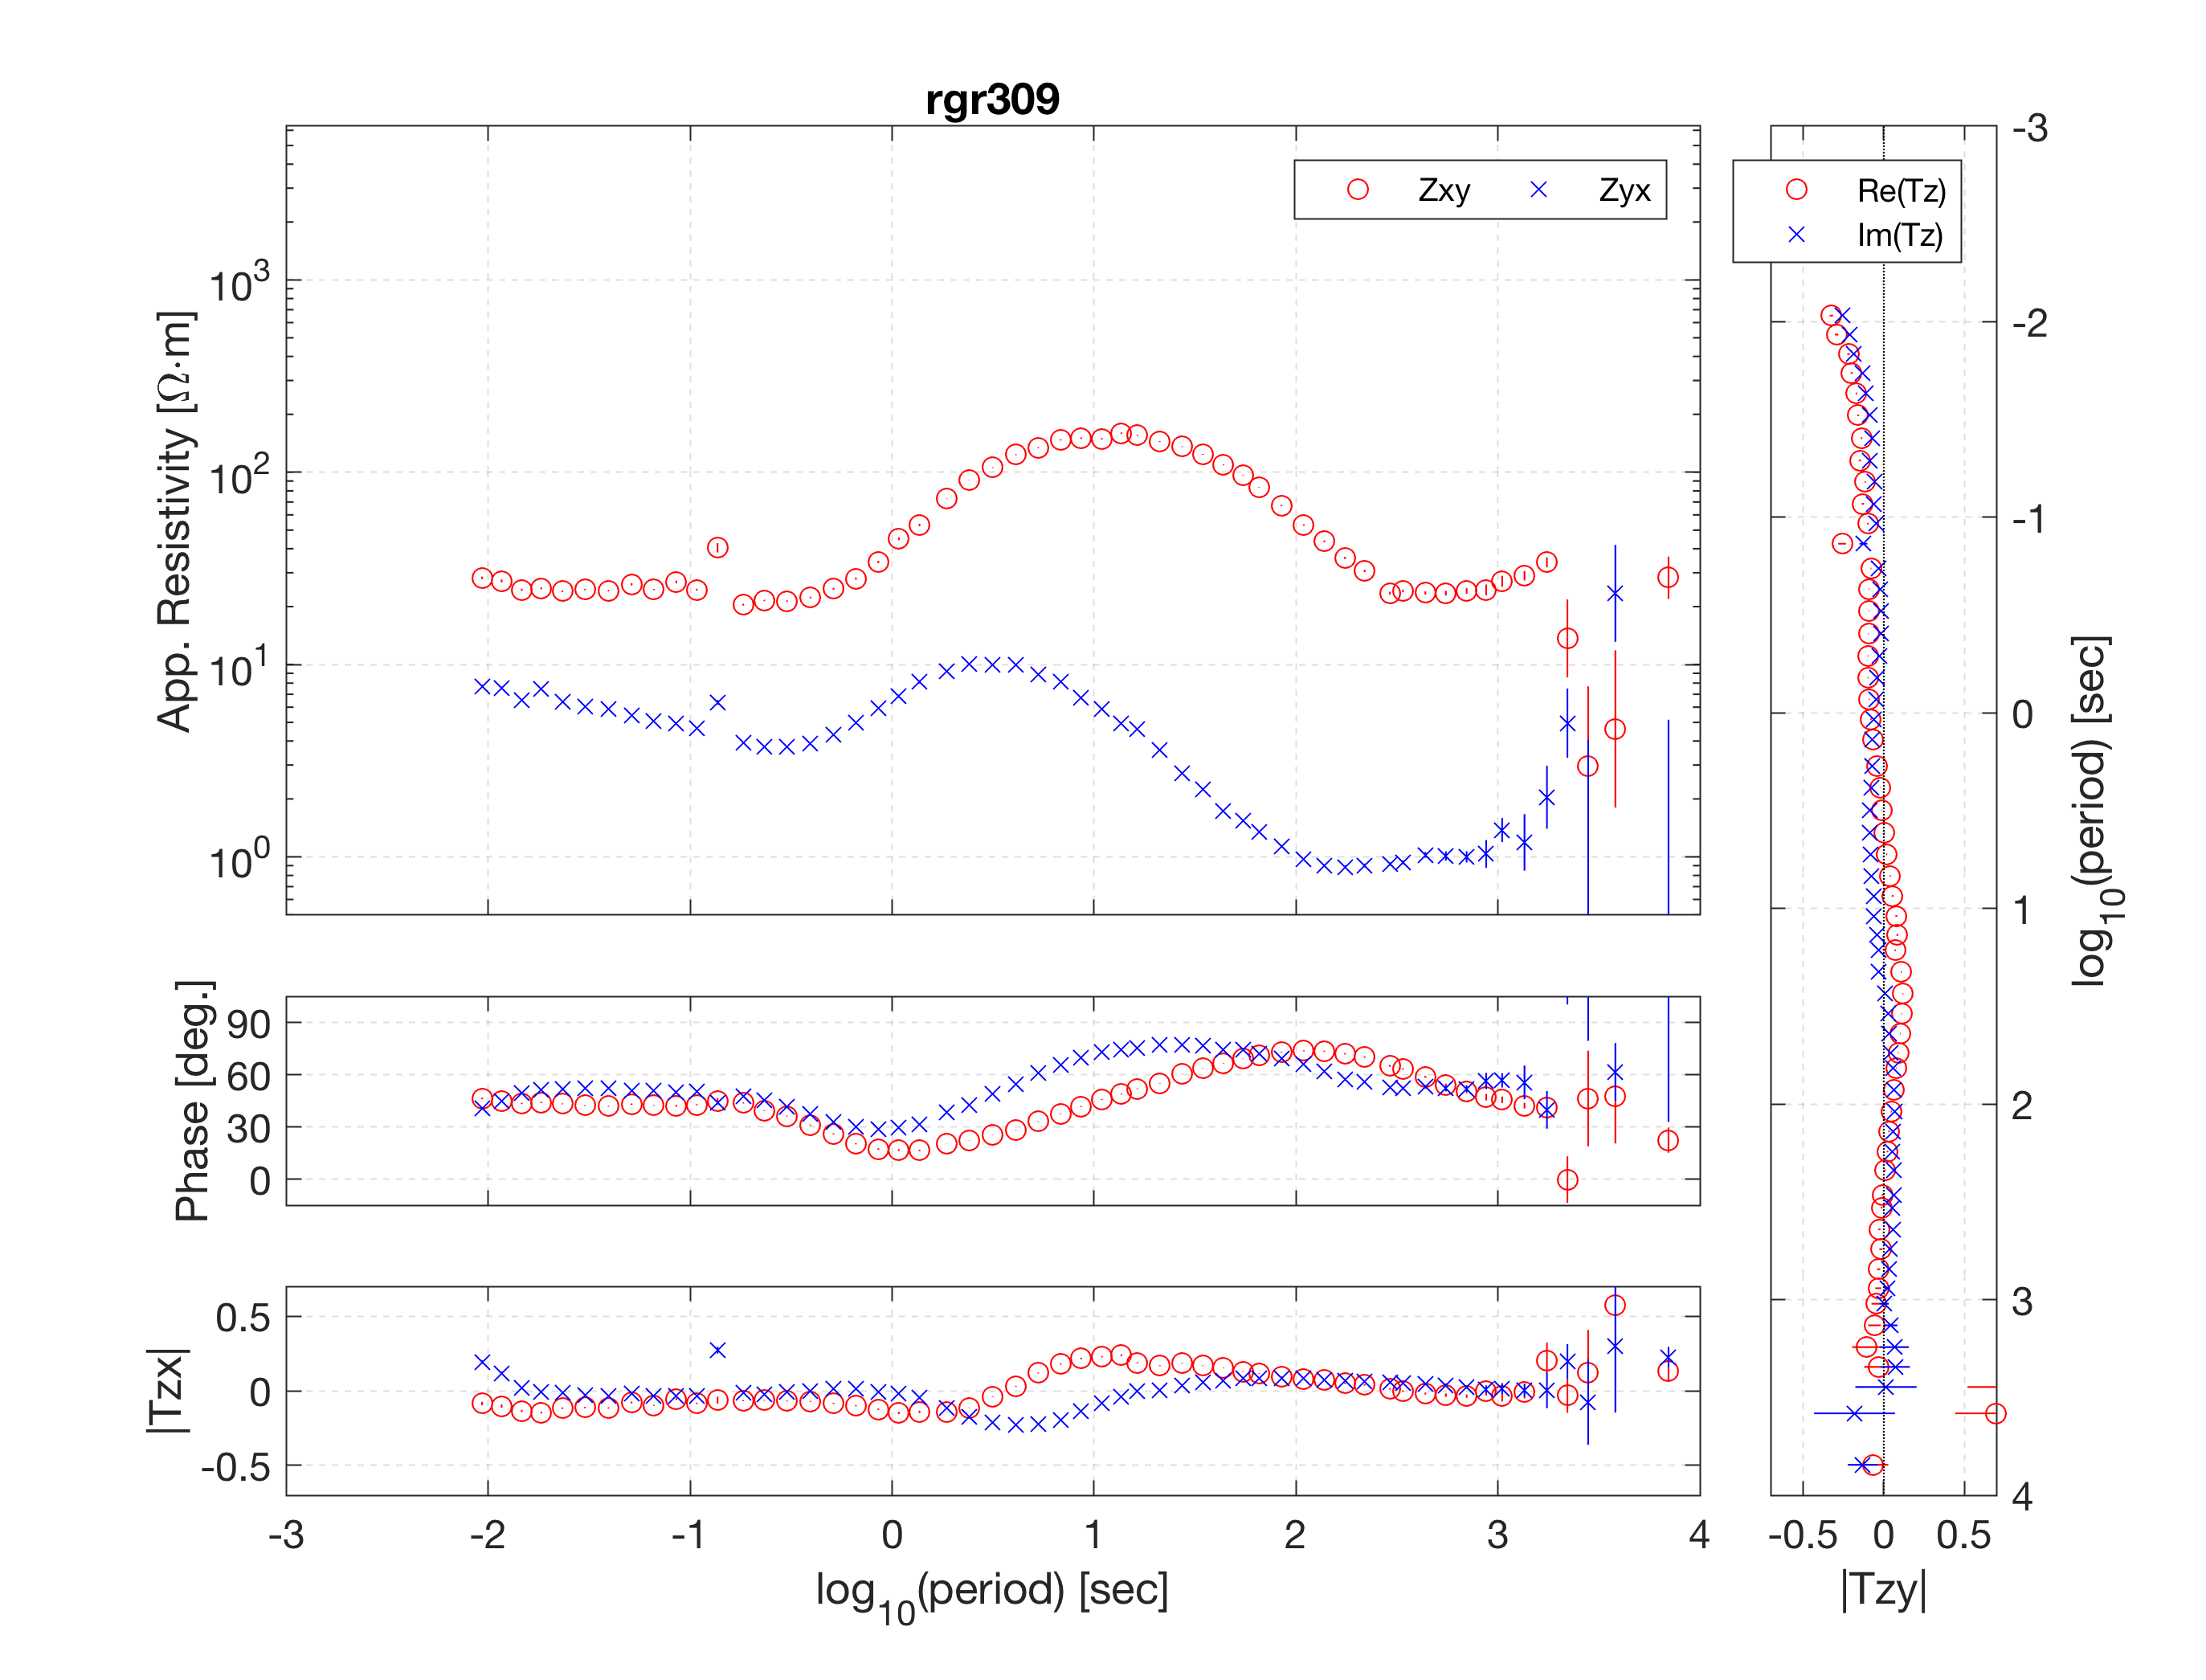 rgr309
Zxy
Zyx
Re(Tz)
Im(Tz)
App. Resistivity [Ω·m]
10^3
10^2
10^1
10^0
Phase [deg.]
90
60
30
0
|Tzx|
0.5
0
-0.5
-3 -2 -1 0 1 2 3 4
log10(period) [sec]
-3
-2
-1
0
1
2
3
4
log10(period) [sec]
-0.5 0 0.5
|Tzy|